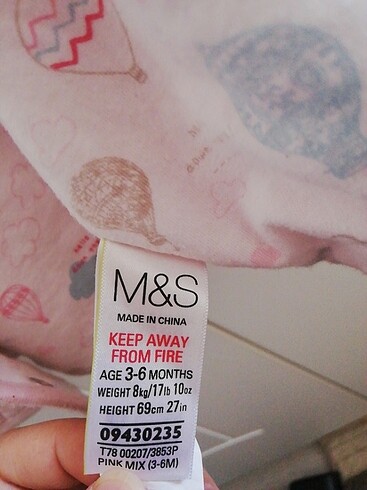 M&S
MADE IN CHINA
KEEP AWAY
FROM FIRE
AGE 3-6 MONTHS
WEIGHT 8kg/17lb 10oz
HEIGHT 69cm 27in
09430235
T78 00207/3853P
PINK MIX (3-6M)